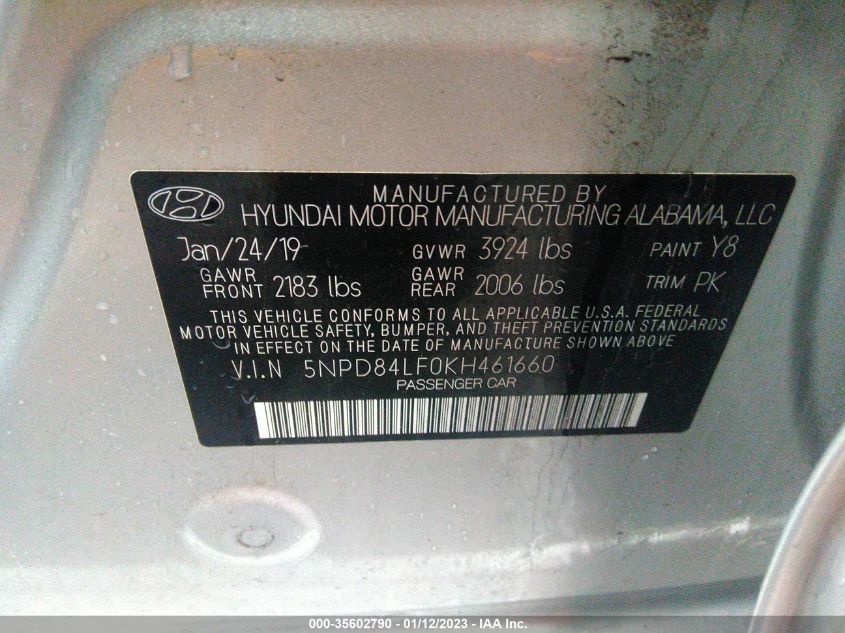 MANUFACTURED BY
HYUNDAI MOTOR MANUFACTURING ALABAMA, LLC
Jan/24/19 GVWR 3924 lbs PAINT Y8
GAWR FRONT 2183 lbs GAWR REAR 2006 lbs TRIM PK
THIS VEHICLE CONFORMS TO ALL APPLICABLE U.S.A. FEDERAL
MOTOR VEHICLE SAFETY, BUMPER, AND THEFT PREVENTION STANDARDS
IN EFFECT ON THE DATE OF MANUFACTURE SHOWN ABOVE
V.I.N 5NPD84LF0KH461660
PASSENGER CAR
000-35602790 - 01/12/2023 - IAA Inc.